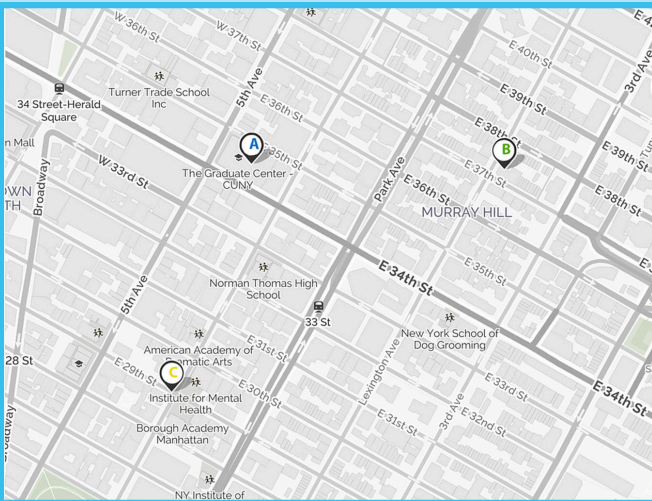 W 36th St
W 37th St
E 4
E 40th St
3rd Ave
34 Street-Herald
Square
Turner Trade School
Inc
5th Ave
E 36th St
E 39th St
E 38th St
E 39th St
n Mall
A
B
35th St
W 33rd St
The Graduate Center -
CUNY
Park Ave
E 37th St
E 36th St
E 38th St
OWN
TH
Broadway
MURRAY HILL
E 34th St
E 35th St
5th Ave
Norman Thomas High
School
33 St
New York School of
Dog Grooming
E 31st St
American Academy of
Dramatic Arts
28 St
E 29th St
C
E 30th St
Lexington Ave
E 33rd St
E 34th St
Institute for Mental
Health
3rd Ave
E 32nd St
E 31st St
Borough Academy
Manhattan
roadway
NY Institute of